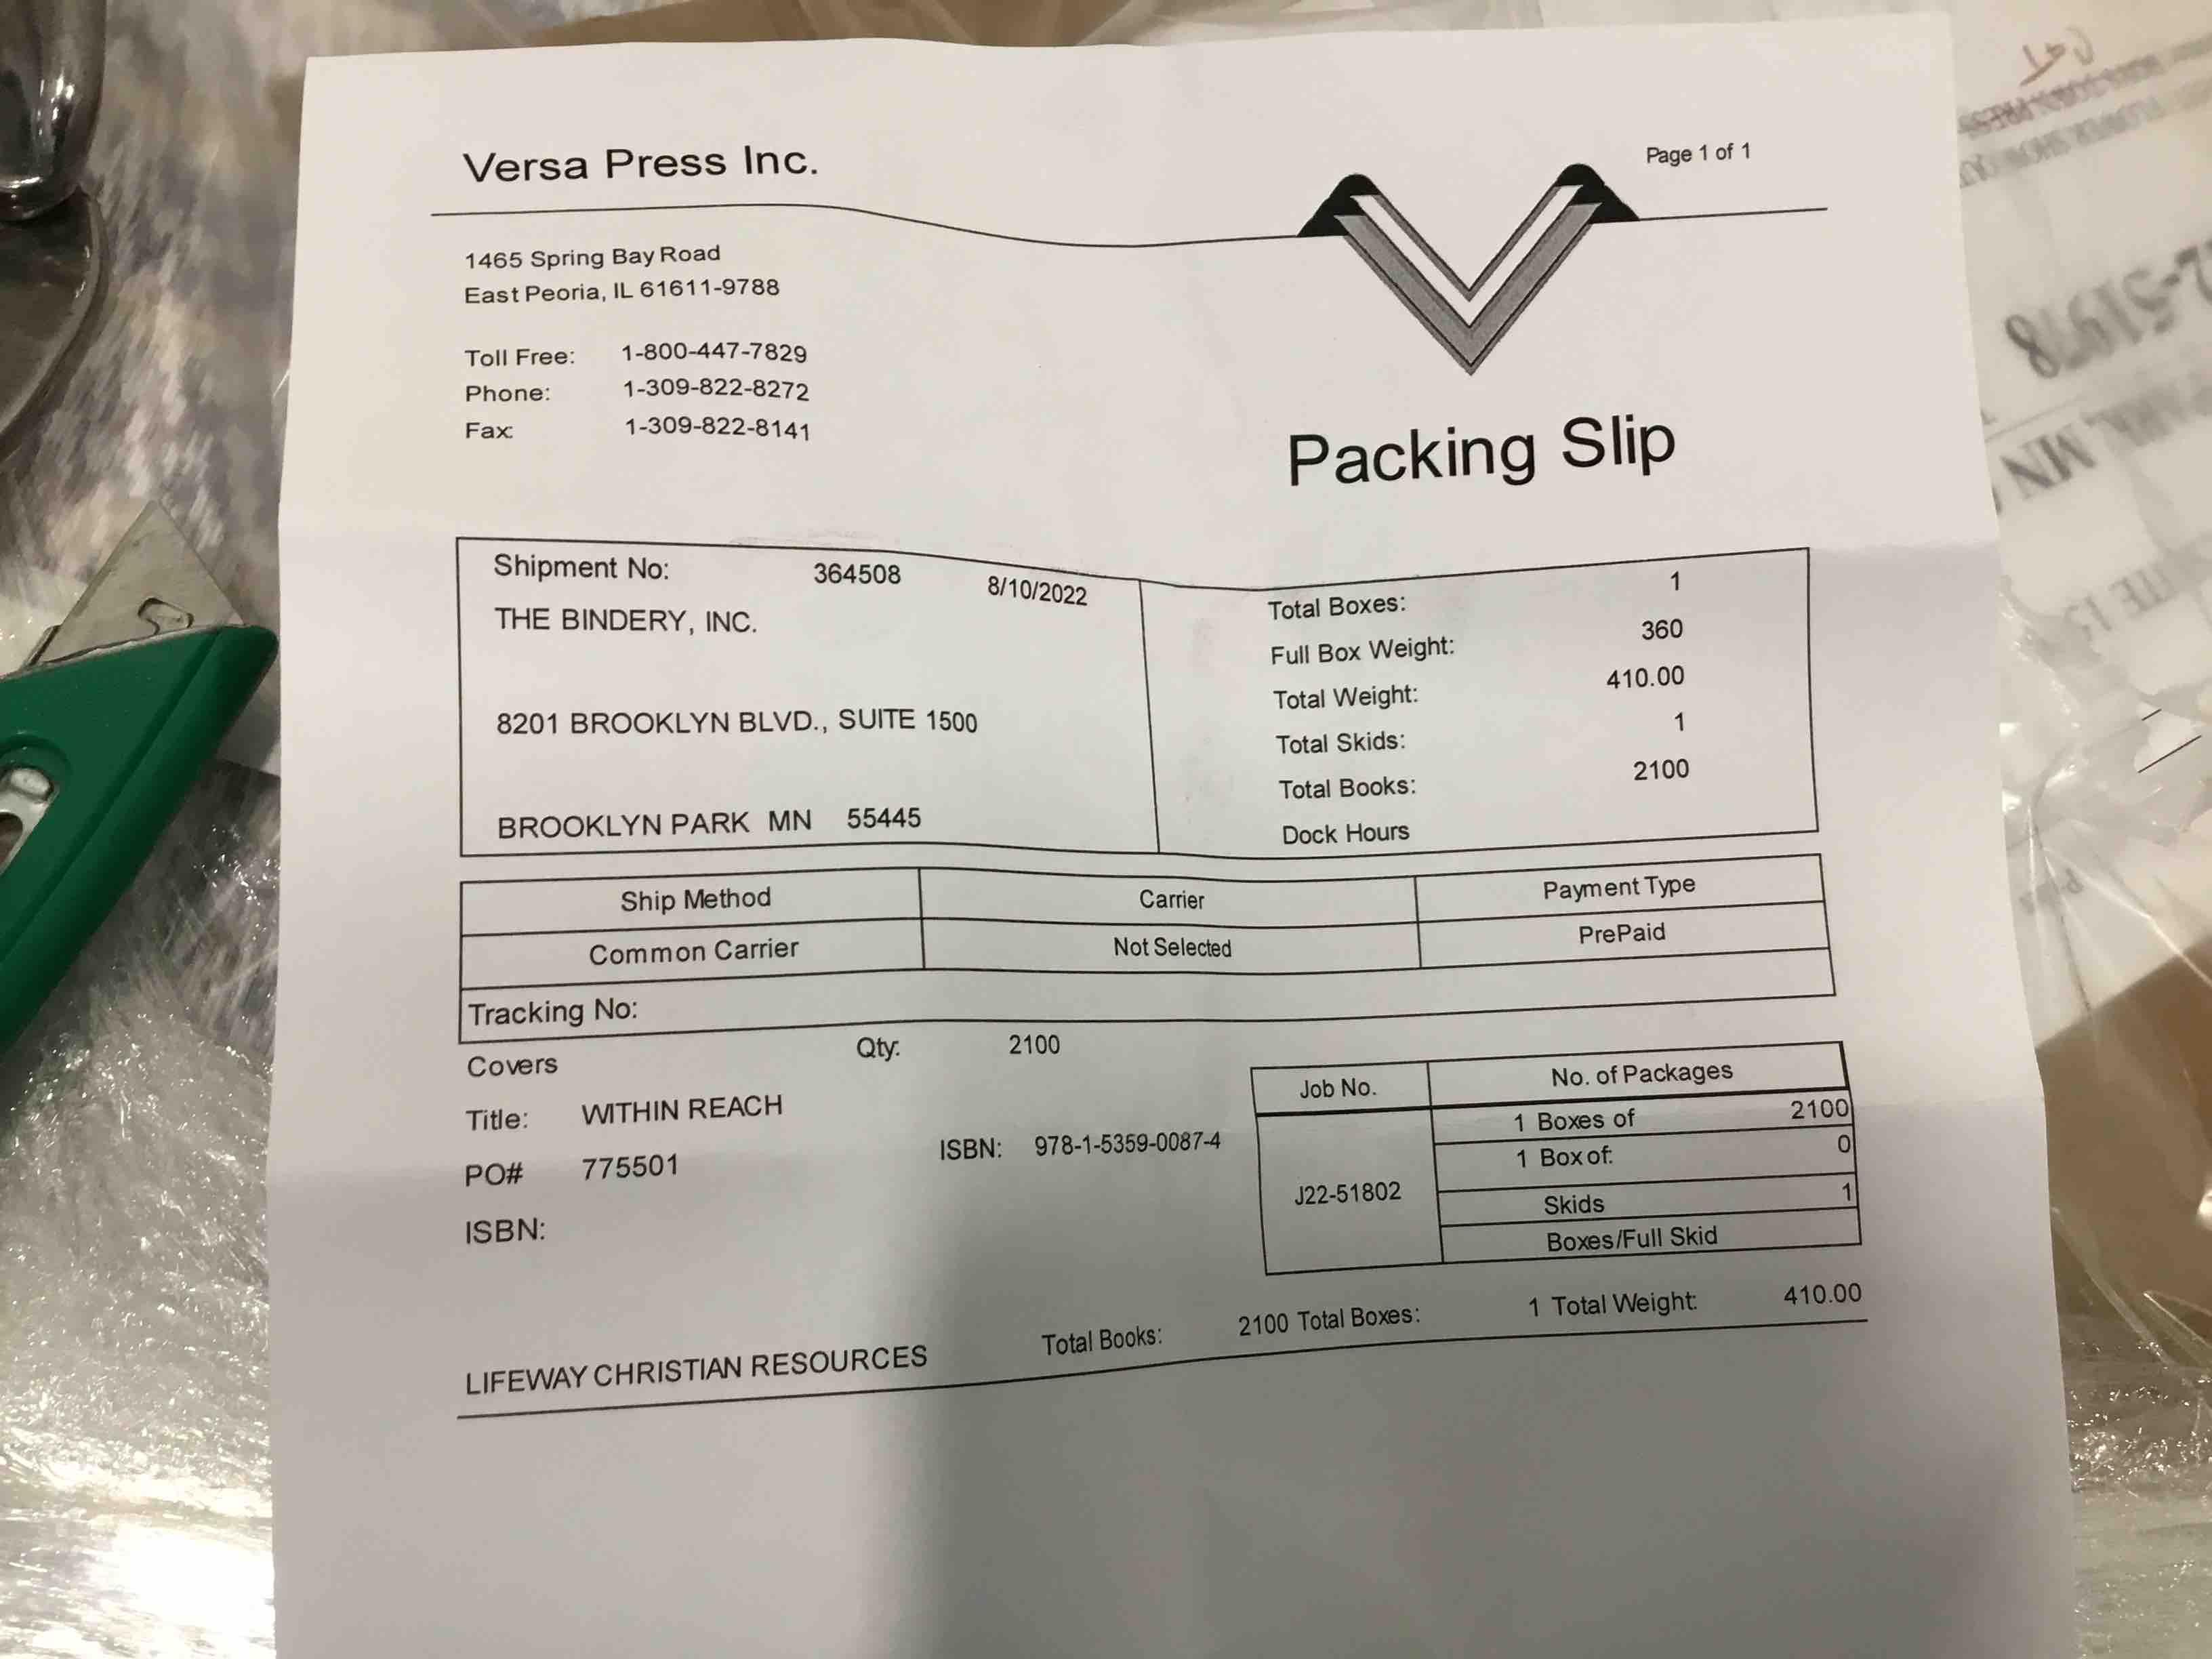 Versa Press Inc.
Page 1 of 1
1465 Spring Bay Road
East Peoria, IL 61611-9788
Toll Free: 1-800-447-7829
Phone: 1-309-822-8272
Fax: 1-309-822-8141
Packing Slip
Shipment No: 364508 8/10/2022
THE BINDERY, INC.
8201 BROOKLYN BLVD., SUITE 1500
BROOKLYN PARK MN 55445
Total Boxes: 1
Full Box Weight: 360
Total Weight: 410.00
Total Skids: 1
Total Books: 2100
Dock Hours
Ship Method Carrier Payment Type
Common Carrier Not Selected PrePaid
Tracking No:
Covers Qty: 2100
Title: WITHIN REACH
PO# 775501 ISBN: 978-1-5359-0087-4
ISBN:
Job No. No. of Packages
J22-51802
1 Boxes of 2100
1 Box of: 0
Skids 1
Boxes/Full Skid
LIFEWAY CHRISTIAN RESOURCES Total Books: 2100 Total Boxes: 1 Total Weight: 410.00